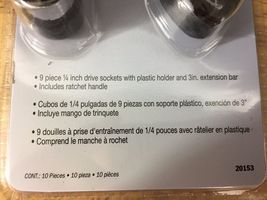 • 9 piece ¼ inch drive sockets with plastic holder and 3in. extension bar
• Includes ratchet handle
• Cubos de 1/4 pulgadas de 9 piezas con soporte plástico, exención de 3"
• Incluye mango de trinquete
• 9 douilles à prise d'entraînement de 1/4 pouces avec râtelier en plastique
• Comprend le manche à rochet
CONT.: 10 Pieces • 10 pieza • 10 pièces
20153